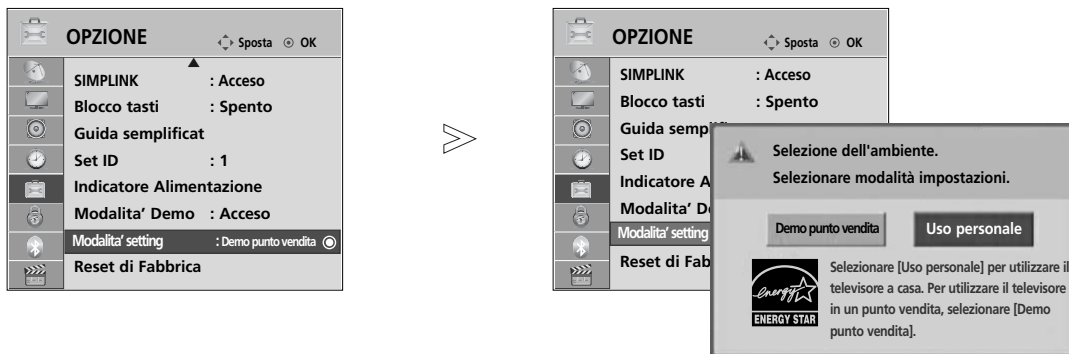 OPZIONE
Sposta OK
SIMPLINK : Acceso
Blocco tasti : Spento
Guida semplificat
Set ID : 1
Indicatore Alimentazione
Modalita' Demo : Acceso
Modalita' setting : Demo punto vendita
Reset di Fabbrica
OPZIONE
Sposta OK
SIMPLINK : Acceso
Blocco tasti : Spento
Guida semplifi
Set ID
Indicatore A
Modalita' De
Modalita' setting
Reset di Fab
Selezione dell'ambiente.
Selezionare modalità impostazioni.
Demo punto vendita
Uso personale
energy
ENERGY STAR
Selezionare [Uso personale] per utilizzare il
televisore a casa. Per utilizzare il televisore
in un punto vendita, selezionare [Demo
punto vendita].